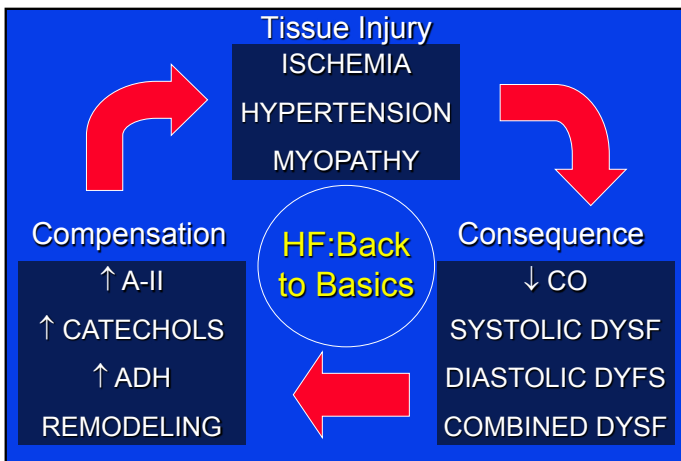 Tissue Injury
ISCHEMIA
HYPERTENSION
MYOPATHY
Compensation
↑ A-II
↑ CATECHOLS
↑ ADH
REMODELING
HF:Back
to Basics
Consequence
↓ CO
SYSTOLIC DYSF
DIASTOLIC DYFS
COMBINED DYSF